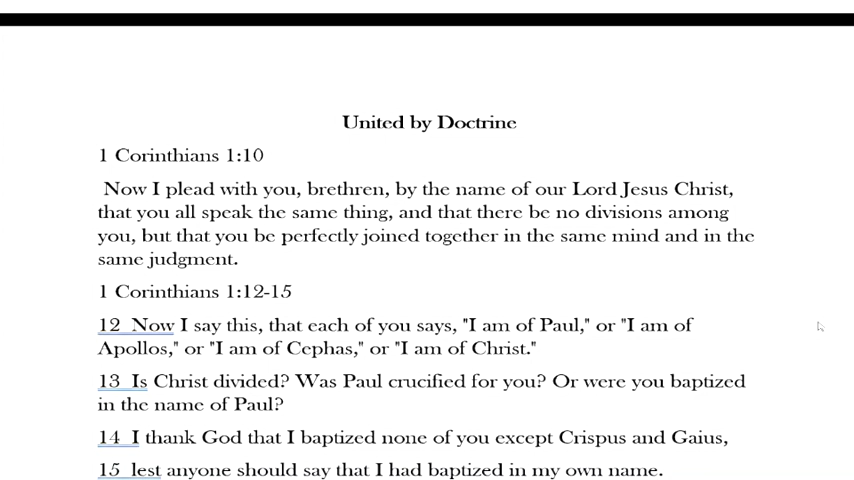 United by Doctrine
1 Corinthians 1:10
Now I plead with you, brethren, by the name of our Lord Jesus Christ,
that you all speak the same thing, and that there be no divisions among
you, but that you be perfectly joined together in the same mind and in the
same judgment.
1 Corinthians 1:12-15
12  Now I say this, that each of you says, "I am of Paul," or "I am of
Apollos," or "I am of Cephas," or "I am of Christ."
13  Is Christ divided? Was Paul crucified for you? Or were you baptized
in the name of Paul?
14  I thank God that I baptized none of you except Crispus and Gaius,
15  lest anyone should say that I had baptized in my own name.